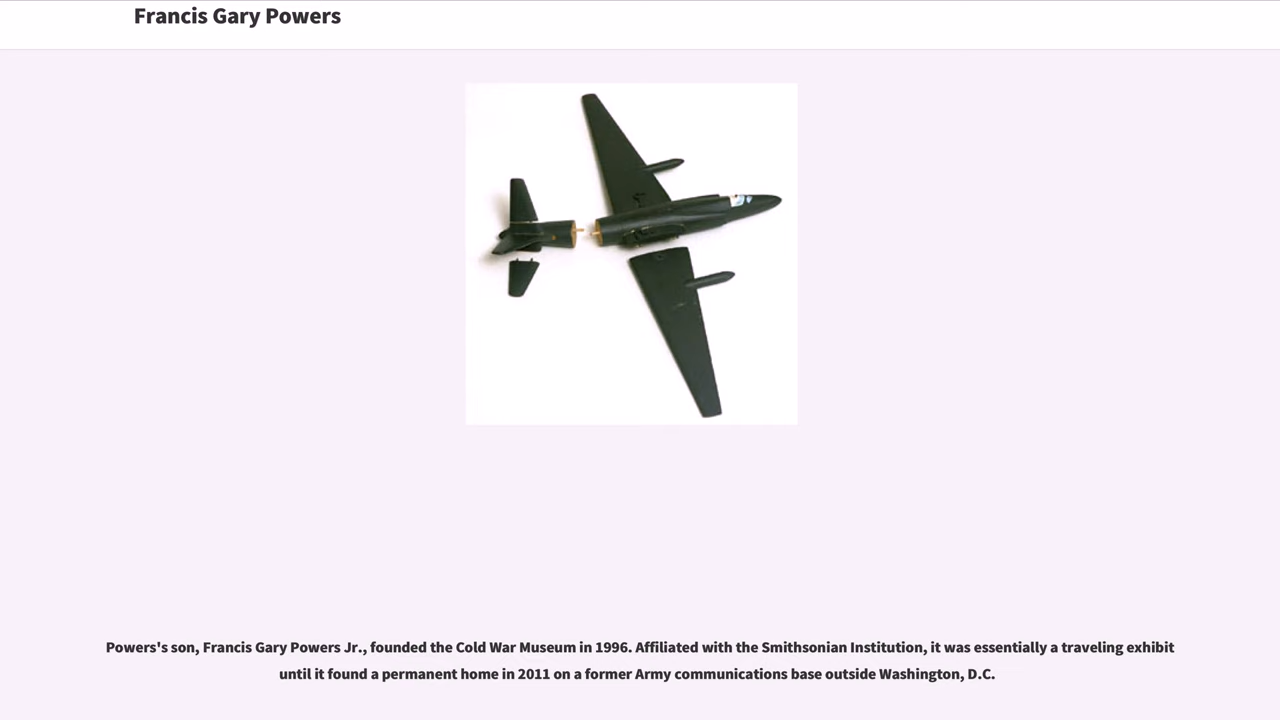 Francis Gary Powers
Powers's son, Francis Gary Powers Jr., founded the Cold War Museum in 1996. Affiliated with the Smithsonian Institution, it was essentially a traveling exhibit
until it found a permanent home in 2011 on a former Army communications base outside Washington, D.C.